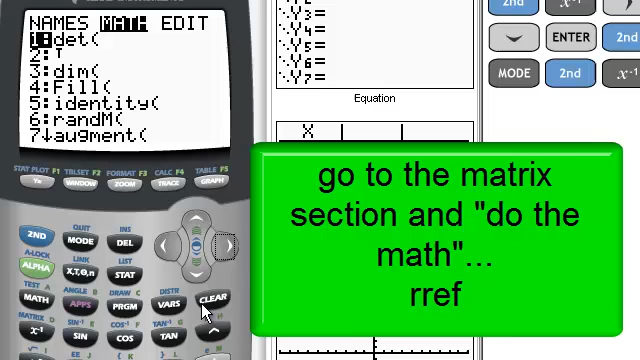 NAMES MATH EDIT
1:det(
2:T
3:dim(
4:Fill(
5:identity(
6:randM(
7↓augment(
STAT PLOT F1 TBLSET F2 FORMAT F3 CALC F4 TABLE F5
Y= WINDOW ZOOM TRACE GRAPH
QUIT INS
2ND MODE DEL
A-LOCK LINK LIST
ALPHA X,T,Θ,n STAT
TEST A ANGLE B DRAW C DISTR
MATH APPS PRGM VARS CLEAR
MATRIX D SIN⁻¹ E COS⁻¹ F TAN⁻¹ G
x⁻¹ SIN COS TAN ^
Y3=
Y4=
Y5=
Y6=
Y7=
Equation
X
2nd x⁻¹ )
ENTER 2nd
MODE 2nd x⁻¹
go to the matrix
section and "do the
math"...
rref